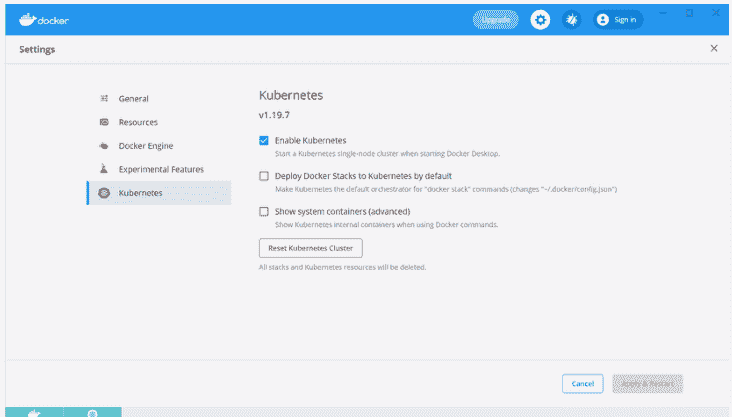 docker
Upgrade
Sign in
Settings
General
Resources
Docker Engine
Experimental Features
Kubernetes
Kubernetes
v1.19.7
Enable Kubernetes
Start a Kubernetes single-node cluster when starting Docker Desktop.
Deploy Docker Stacks to Kubernetes by default
Make Kubernetes the default orchestrator for "docker stack" commands (changes "~/.docker/config.json")
Show system containers (advanced)
Show Kubernetes internal containers when using Docker commands.
Reset Kubernetes Cluster
All stacks and Kubernetes resources will be deleted.
Cancel
Apply & Restart